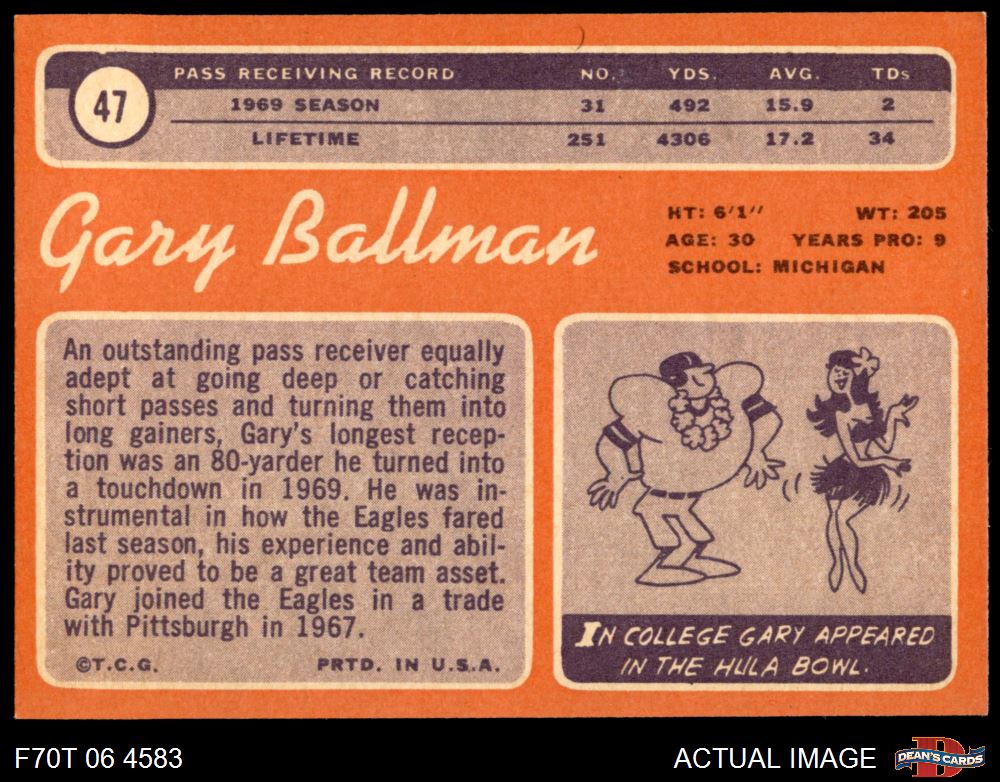 47
PASS RECEIVING RECORD NO. YDS. AVG. TDs
1969 SEASON 31 492 15.9 2
LIFETIME 251 4306 17.2 34
Gary Ballman
HT: 6'1" WT: 205
AGE: 30 YEARS PRO: 9
SCHOOL: MICHIGAN
An outstanding pass receiver equally
adept at going deep or catching
short passes and turning them into
long gainers, Gary's longest recep-
tion was an 80-yarder he turned into
a touchdown in 1969. He was in-
strumental in how the Eagles fared
last season, his experience and abil-
ity proved to be a great team asset.
Gary joined the Eagles in a trade
with Pittsburgh in 1967.
©T.C.G. PRTD. IN U.S.A.
IN COLLEGE GARY APPEARED
IN THE HULA BOWL.
F70T 06 4583
ACTUAL IMAGE
D
DEAN'S CARDS